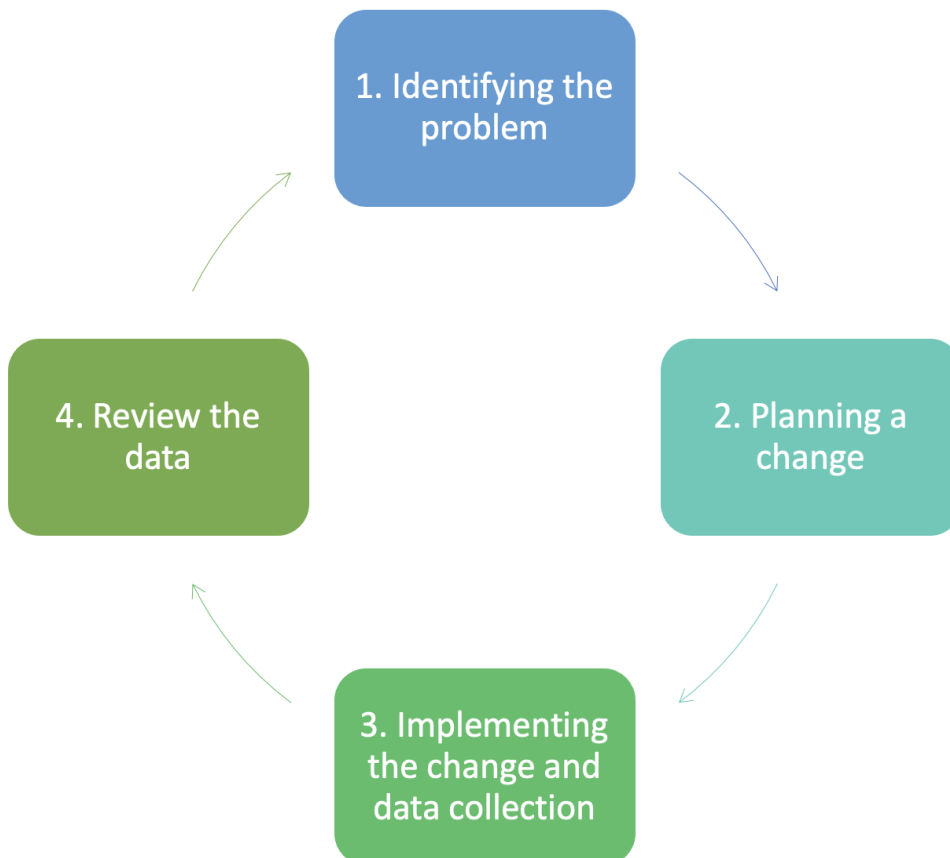 1. Identifying the
problem
2. Planning a
change
3. Implementing
the change and
data collection
4. Review the
data